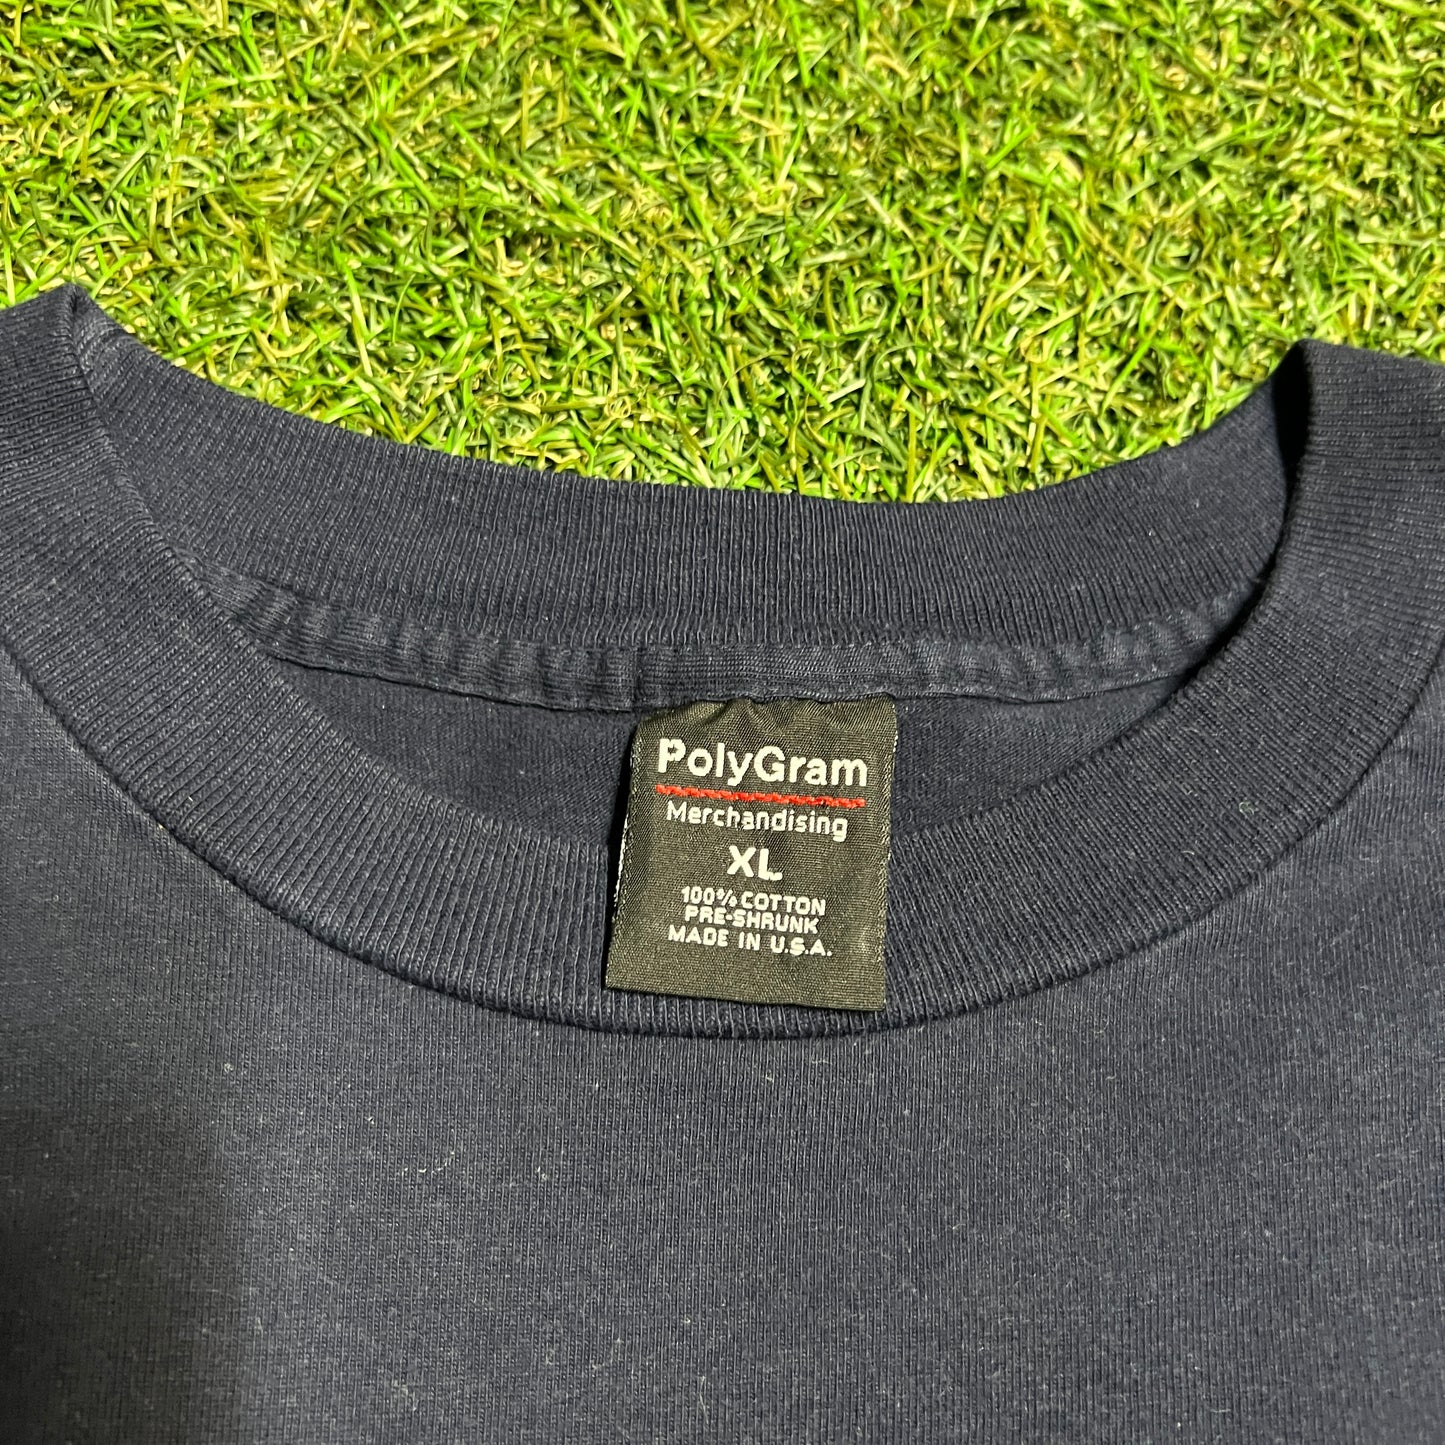 PolyGram
Merchandising
XL
100% COTTON
PRE-SHRUNK
MADE IN U.S.A.